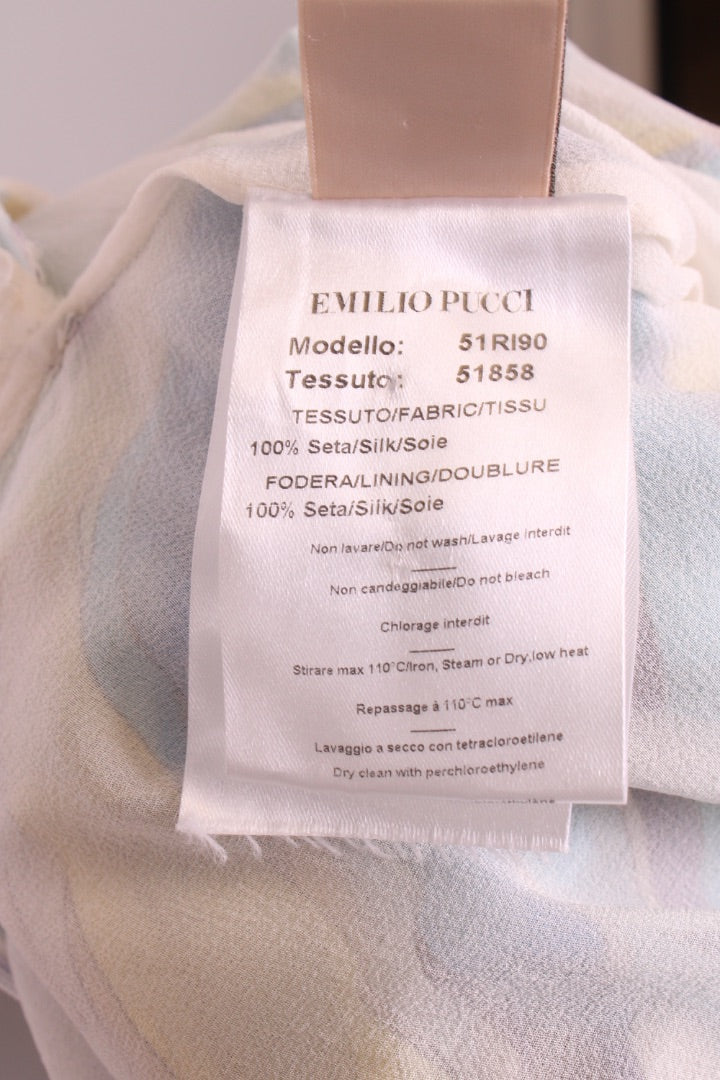 EMILIO PUCCI
Modello: 51RI90
Tessuto: 51858
TESSUTO/FABRIC/TISSU
100% Seta/Silk/Soie
FODERA/LINING/DOUBLURE
100% Seta/Silk/Soie
Non lavare/Do not wash/Lavage interdit
Non candeggiabile/Do not bleach
Chlorage interdit
Stirare max 110°C/Iron, Steam or Dry,low heat
Repassage à 110°C max
Lavaggio a secco con tetracloroetilene
Dry clean with perchloroethylene